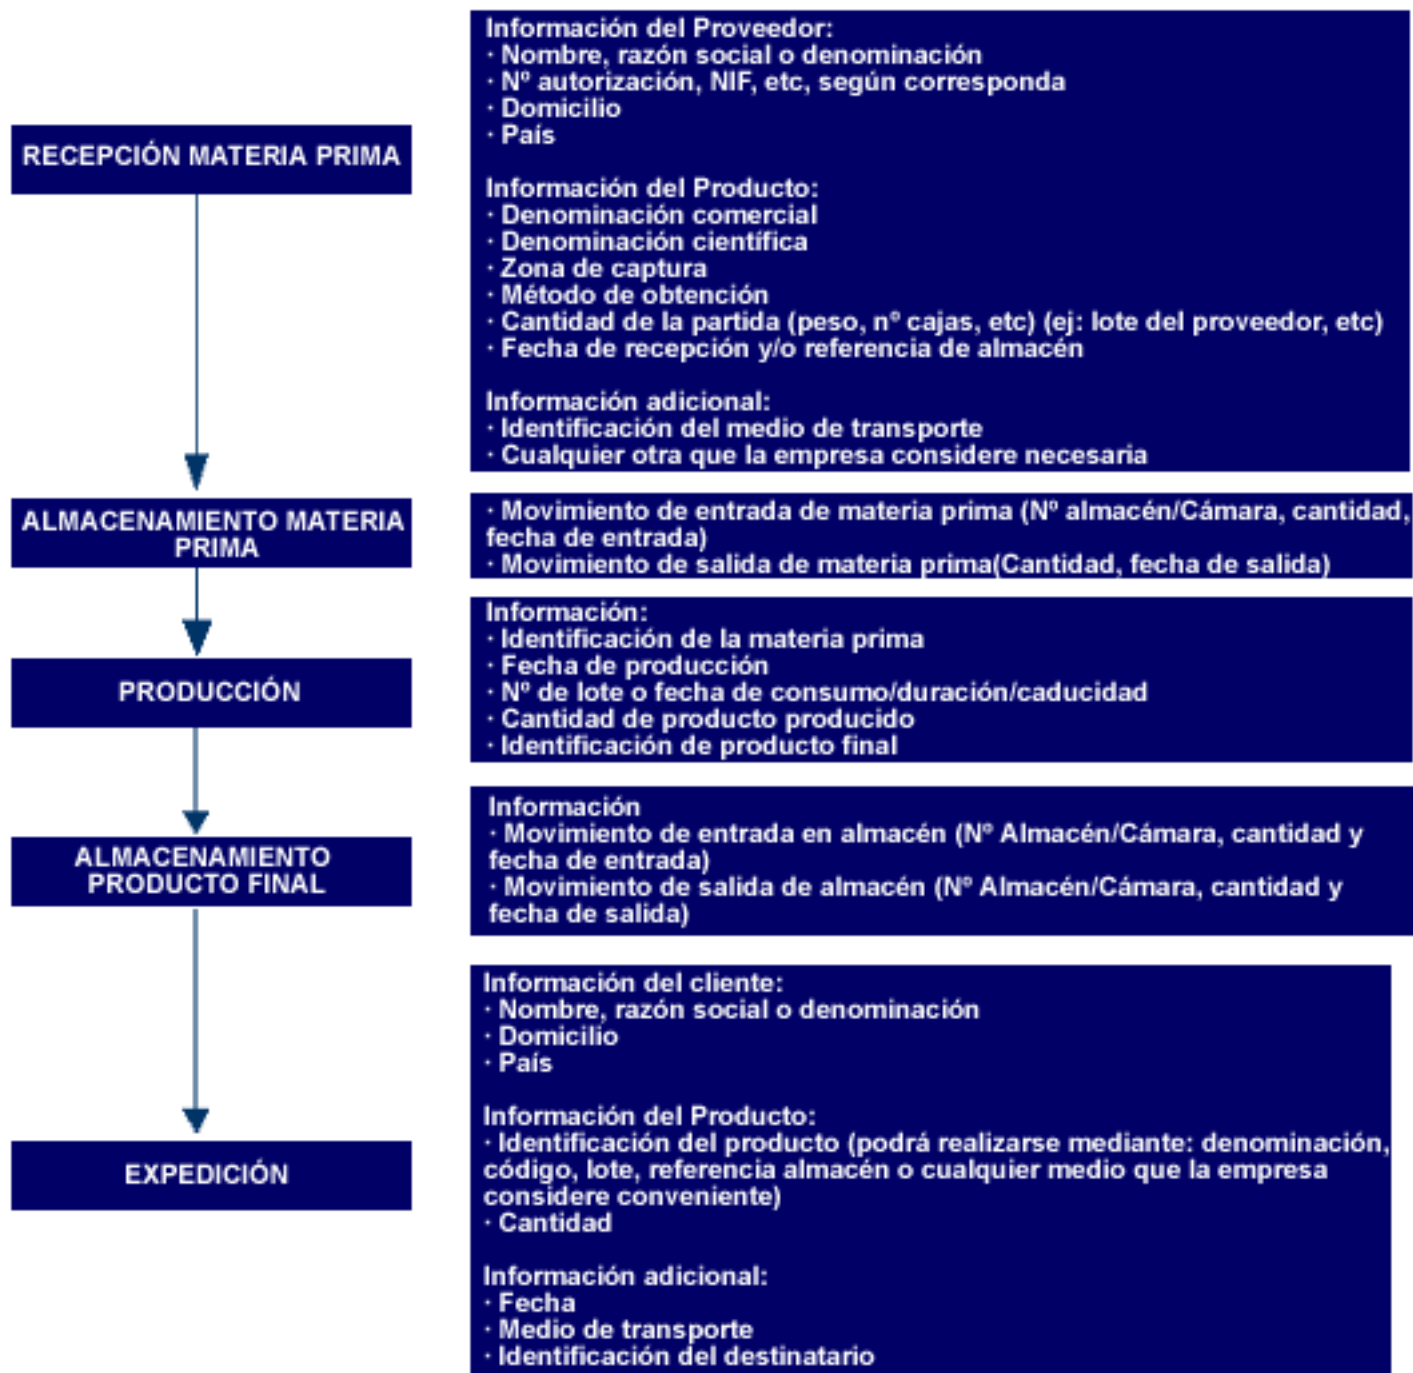 RECEPCIÓN MATERIA PRIMA
Información del Proveedor:
· Nombre, razón social o denominación
· Nº autorización, NIF, etc, según corresponda
· Domicilio
· País
Información del Producto:
· Denominación comercial
· Denominación científica
· Zona de captura
· Método de obtención
· Cantidad de la partida (peso, nº cajas, etc) (ej: lote del proveedor, etc)
· Fecha de recepción y/o referencia de almacén
Información adicional:
· Identificación del medio de transporte
· Cualquier otra que la empresa considere necesaria
ALMACENAMIENTO MATERIA
PRIMA
· Movimiento de entrada de materia prima (Nº almacén/Cámara, cantidad,
fecha de entrada)
· Movimiento de salida de materia prima(Cantidad, fecha de salida)
PRODUCCIÓN
Información:
· Identificación de la materia prima
· Fecha de producción
· Nº de lote o fecha de consumo/duración/caducidad
· Cantidad de producto producido
· Identificación de producto final
ALMACENAMIENTO
PRODUCTO FINAL
Información
· Movimiento de entrada en almacén (Nº Almacén/Cámara, cantidad y
fecha de entrada)
· Movimiento de salida de almacén (Nº Almacén/Cámara, cantidad y
fecha de salida)
EXPEDICIÓN
Información del cliente:
· Nombre, razón social o denominación
· Domicilio
· País
Información del Producto:
· Identificación del producto (podrá realizarse mediante: denominación,
código, lote, referencia almacén o cualquier medio que la empresa
considere conveniente)
· Cantidad
Información adicional:
· Fecha
· Medio de transporte
· Identificación del destinatario